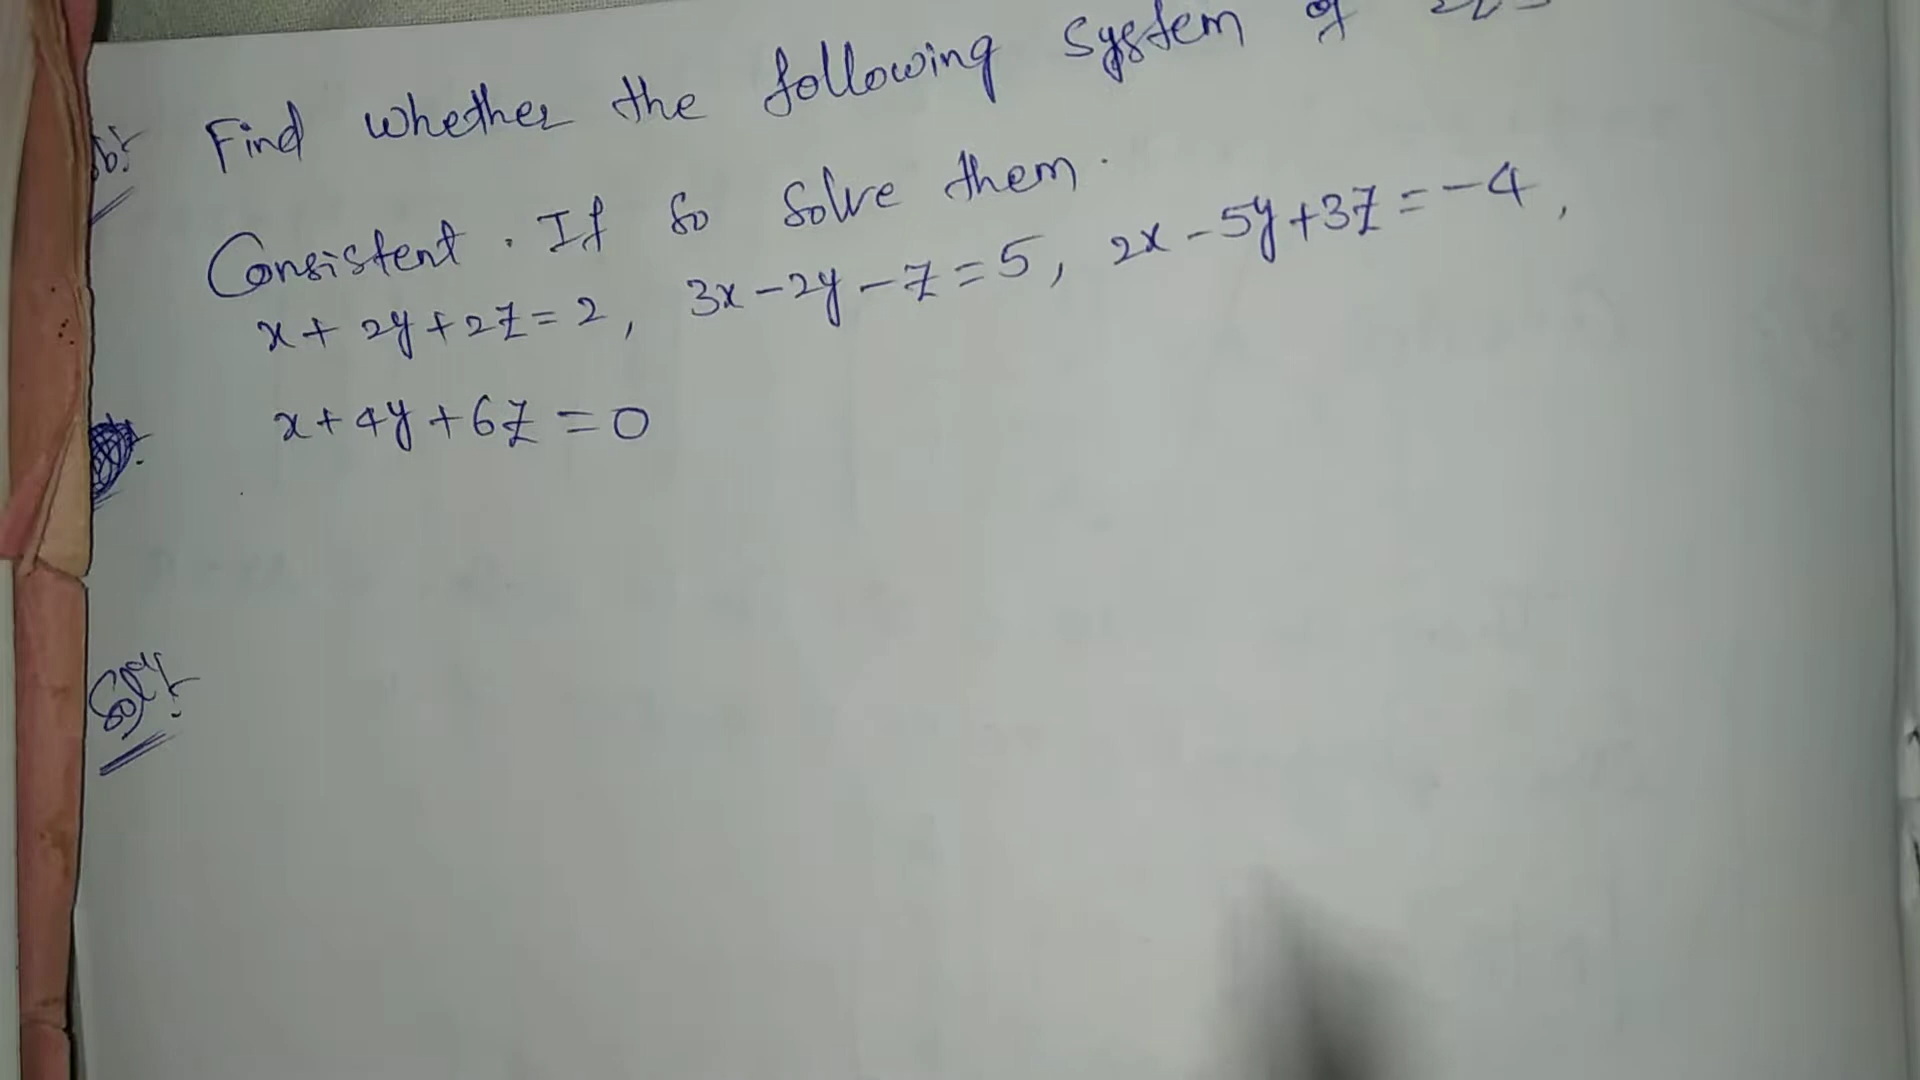 Find whether the following system of
Consistent. If so solve them.
x + 2y + 2z = 2, 3x - 2y - z = 5, 2x - 5y + 3z = -4,
x + 4y + 6z = 0
Sol: